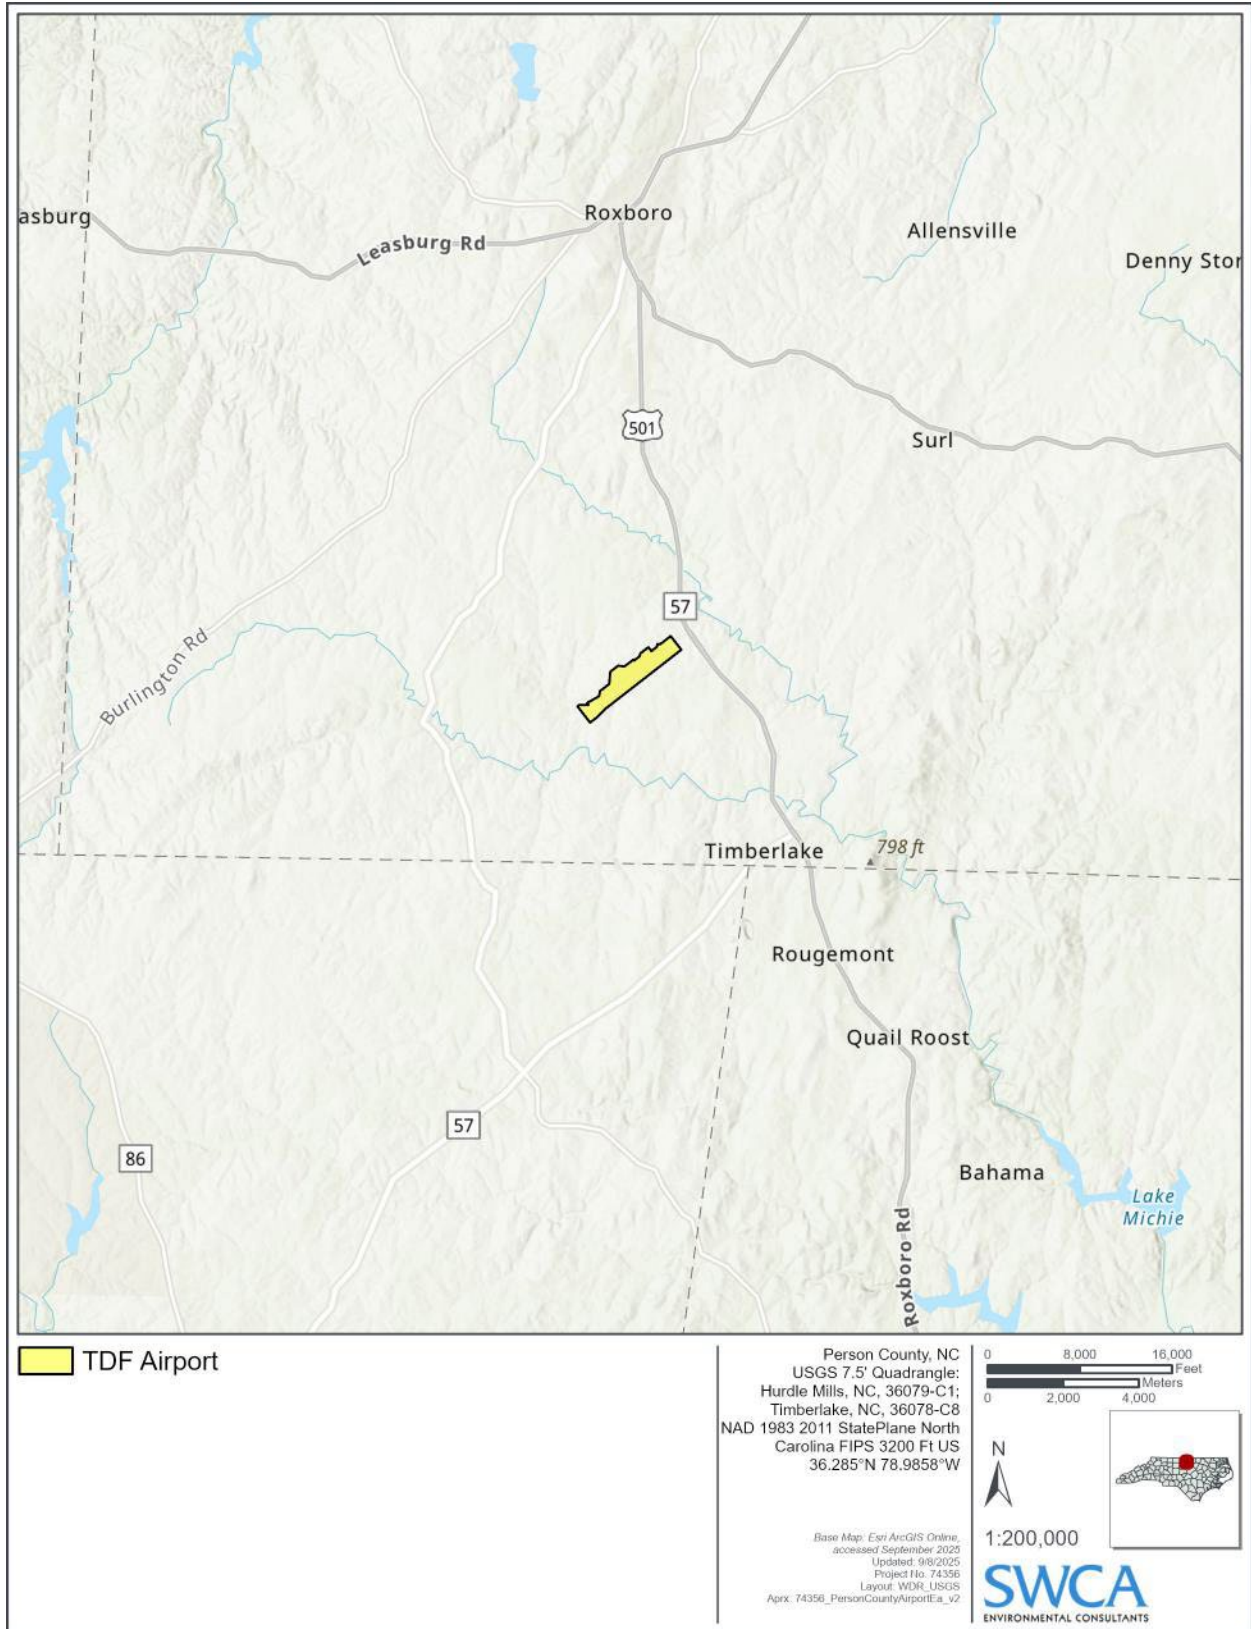 asburg
Roxboro
Leasburg Rd
Allensville
Denny Stor
501
Surl
57
Burlington Rd
Timberlake
798 ft
Rougemont
Quail Roost
57
86
Bahama
Lake
Michie
Roxboro Rd
TDF Airport
Person County, NC
USGS 7.5' Quadrangle:
Hurdle Mills, NC, 36079-C1;
Timberlake, NC, 36078-C8
NAD 1983 2011 StatePlane North
Carolina FIPS 3200 Ft US
36.285°N 78.9858°W
Base Map: Esri ArcGIS Online,
accessed September 2025
Updated: 9/8/2025
Project No. 74356
Layout: WDR_USGS
Aprx: 74356_PersonCountyAirportEa_v2
0 8,000 16,000
Feet
Meters
0 2,000 4,000
N
1:200,000
SWCA
ENVIRONMENTAL CONSULTANTS